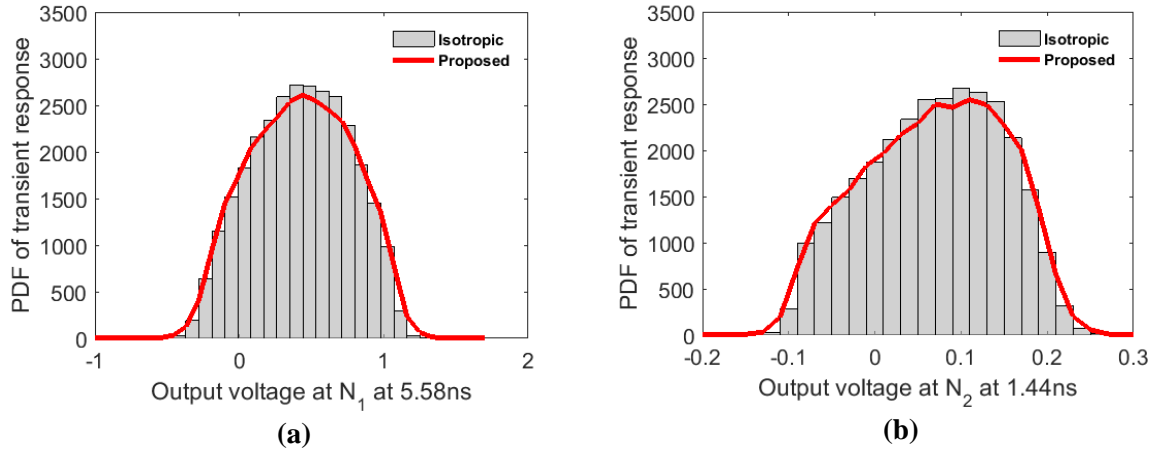 3500
3000
2500
2000
1500
1000
500
0
PDF of transient response
Isotropic
Proposed
-1
0
1
2
Output voltage at N1 at 5.58ns
(a)
3500
3000
2500
2000
1500
1000
500
0
PDF of transient response
Isotropic
Proposed
-0.2
-0.1
0
0.1
0.2
0.3
Output voltage at N2 at 1.44ns
(b)